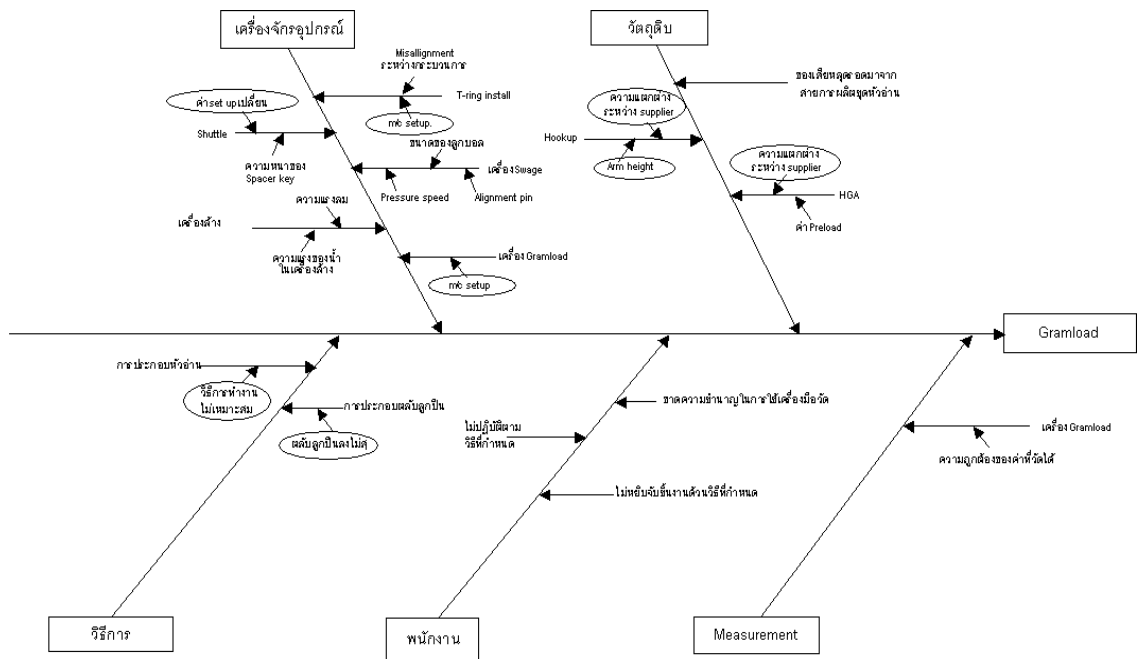 เครื่องจักรอุปกรณ์
วัตถุดิบ
Misallignment
ระหว่างกระบวนการ
T-ring install
ค่า set upเปลี่ยน
m/c setup.
Shuttle
ความหนาของ
Spacer key
ขนาดของลูกบอล
เครื่องSwage
Pressure speed
Alignment pin
ความแรงลม
เครื่องล้าง
ความแรงของน้ำ
ในเครื่องล้าง
เครื่อง Gramload
m/c setup
ของเสียหลุดรอดมาจาก
สายการผลิตชุดหัวอ่าน
ความแตกต่าง
ระหว่าง supplier
Hookup
Arm height
ความแตกต่าง
ระหว่าง supplier
HGA
ค่า Preload
Gramload
การประกอบหัวอ่าน
วิธีการทำงาน
ไม่เหมาะสม
การประกอบตลับลูกปืน
ตลับลูกปืนลงไม่สุ
ขาดความชำนาญในการใช้เครื่องมือวัด
ไม่ปฏิบัติตาม
วิธีที่กำหนด
ไม่หยิบจับชิ้นงานด้วนวิธีที่กำหนด
เครื่อง Gramload
ความถูกต้องของค่าที่วัดได้
วิธีการ
พนักงาน
Measurement